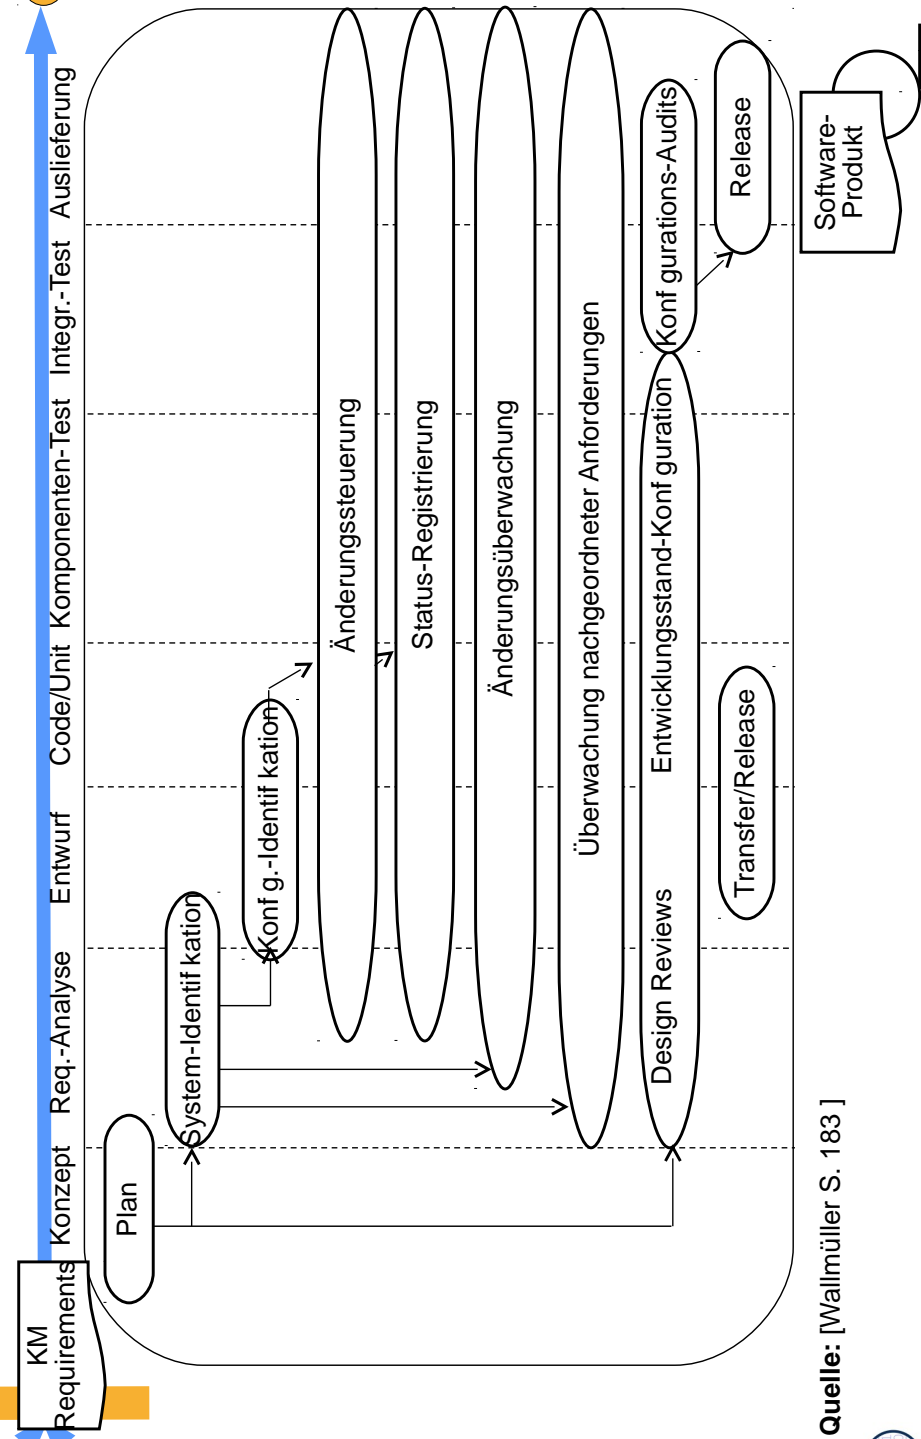 KM
Requirements
Konzept Req.-Analyse Entwurf Code/Unit Komponenten-Test Integr.-Test Auslieferung
Plan
System-Identif kation
Konf g.-Identif kation
Änderungssteuerung
Status-Registrierung
Änderungsüberwachung
Überwachung nachgeordneter Anforderungen
Design Reviews Entwicklungsstand-Konf guration
Konf gurations-Audits
Transfer/Release
Release
Software-
Produkt
Quelle: [Wallmüller S. 183 ]